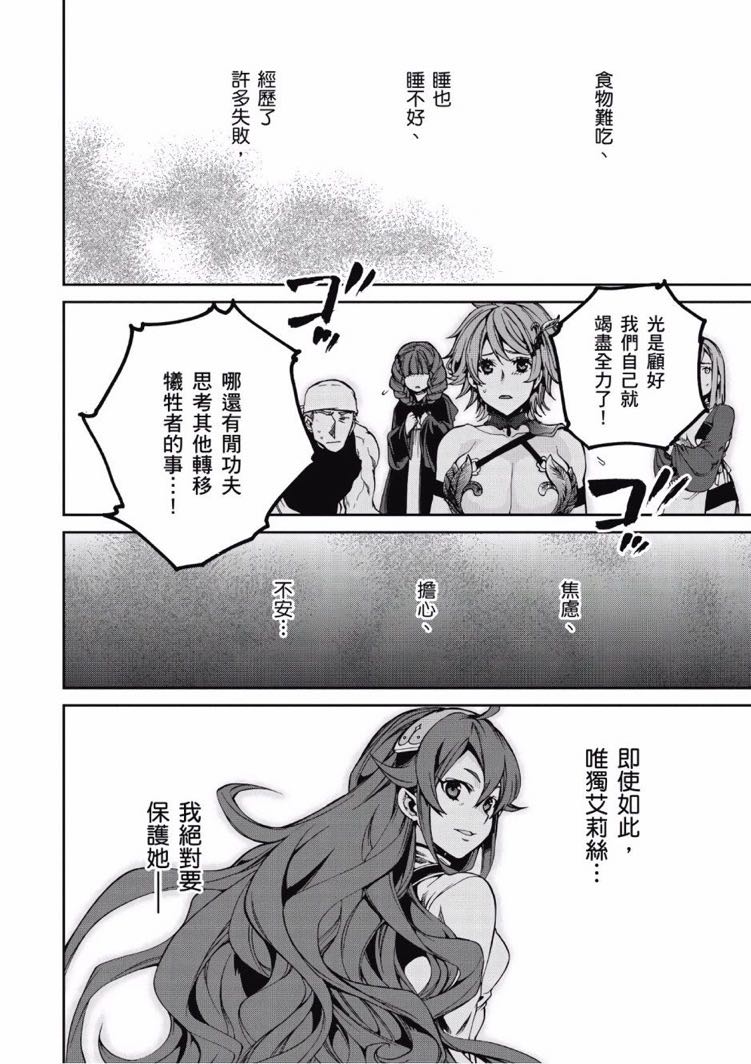 食物難吃、
睡也
睡不好、
經歷了
許多失敗，
光是顧好
我們自己就
竭盡全力了！
ゴッ
哪還有閒功夫
思考其他轉移
犧牲者的事…！
ゴッ
焦慮、
擔心、
不安…
即使如此，
唯獨艾莉絲…
我絕對要
保護她—